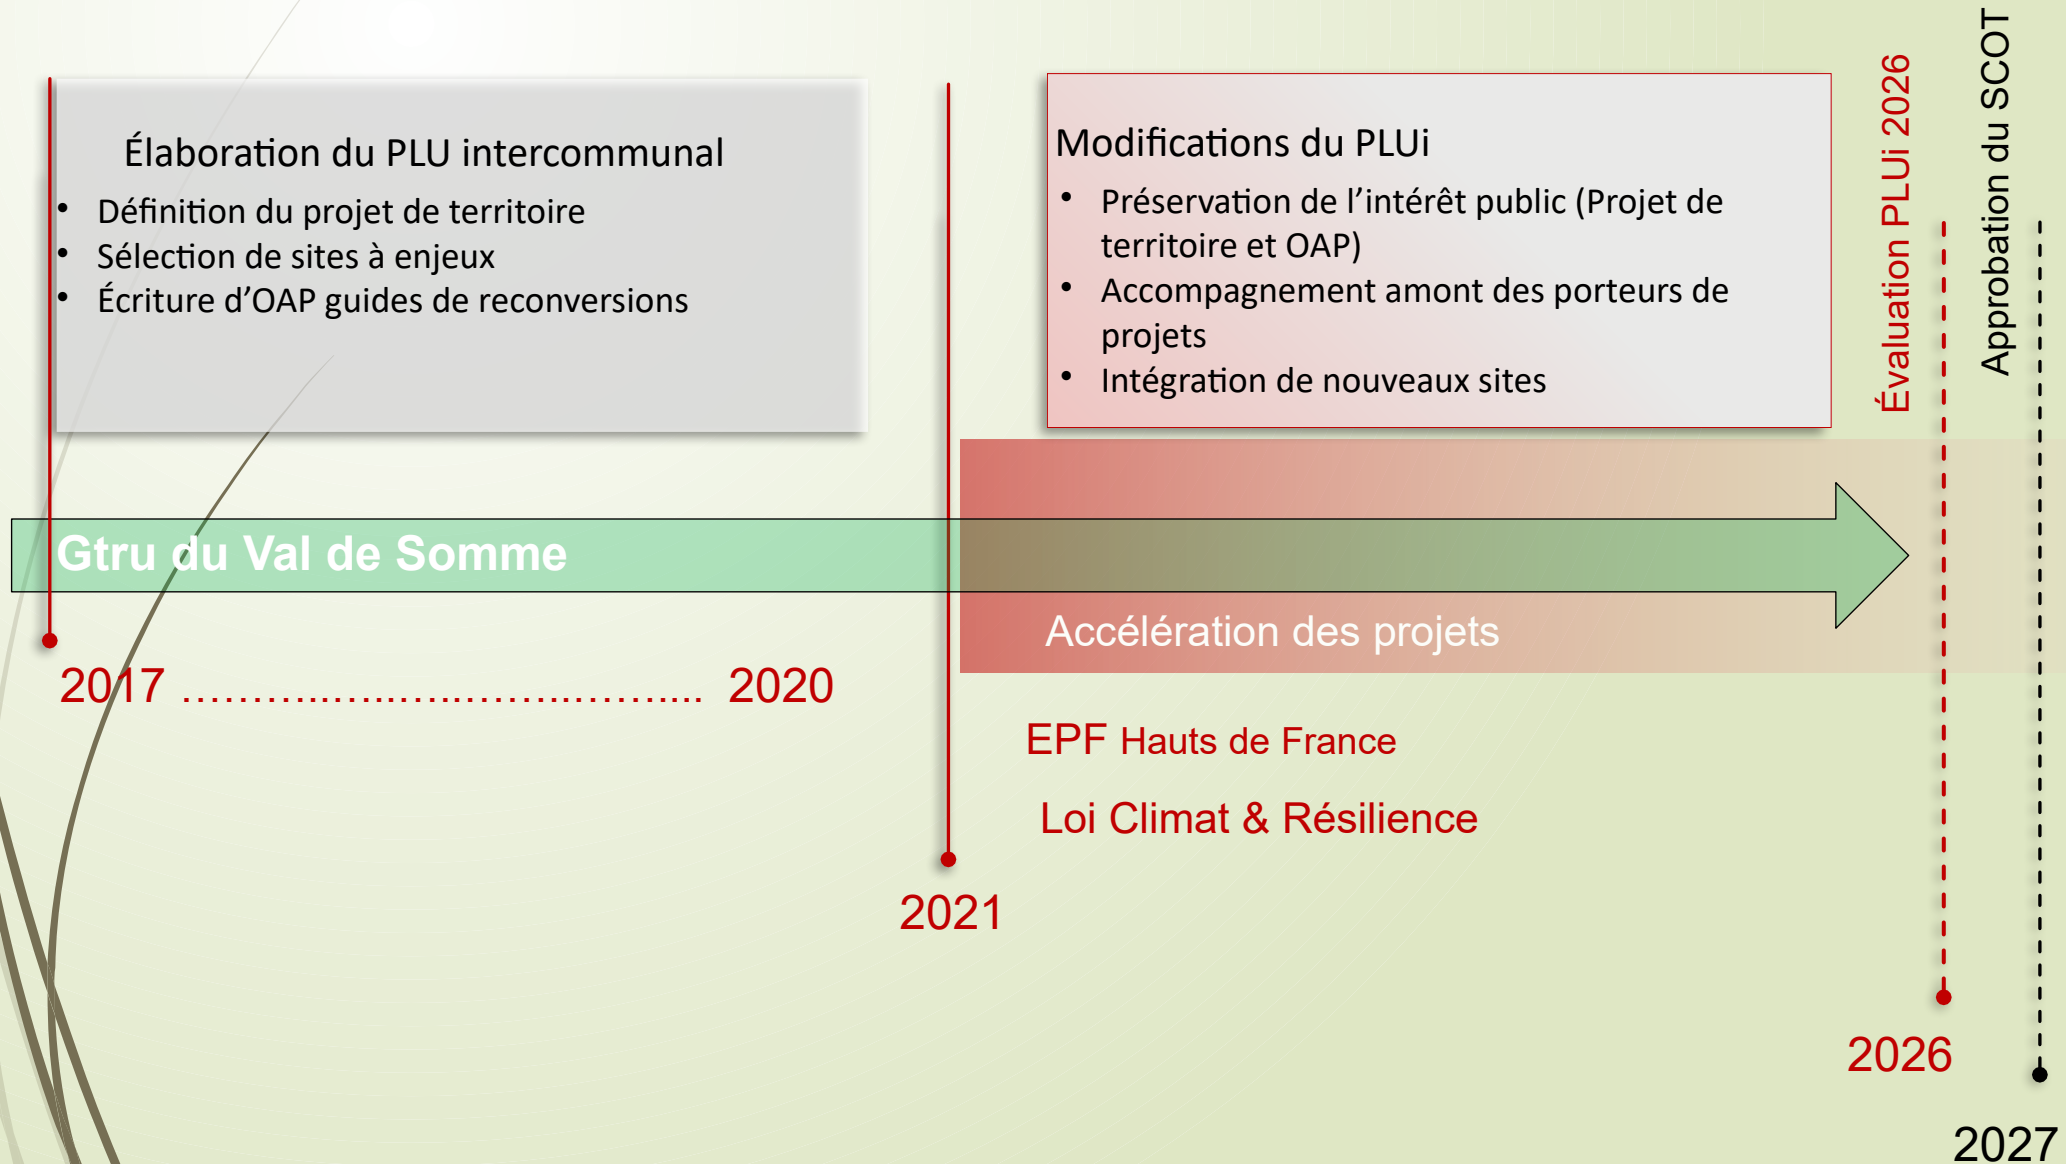 Élaboration du PLU intercommunal
• Définition du projet de territoire
• Sélection de sites à enjeux
• Écriture d’OAP guides de reconversions
Modifications du PLUi
• Préservation de l’intérêt public (Projet de
territoire et OAP)
• Accompagnement amont des porteurs de
projets
• Intégration de nouveaux sites
Évaluation PLUi 2026
Approbation du SCOT
Gtru du Val de Somme
Accélération des projets
2017 ………..…..….…….…….….... 2020
EPF Hauts de France
Loi Climat & Résilience
2021
2026
2027